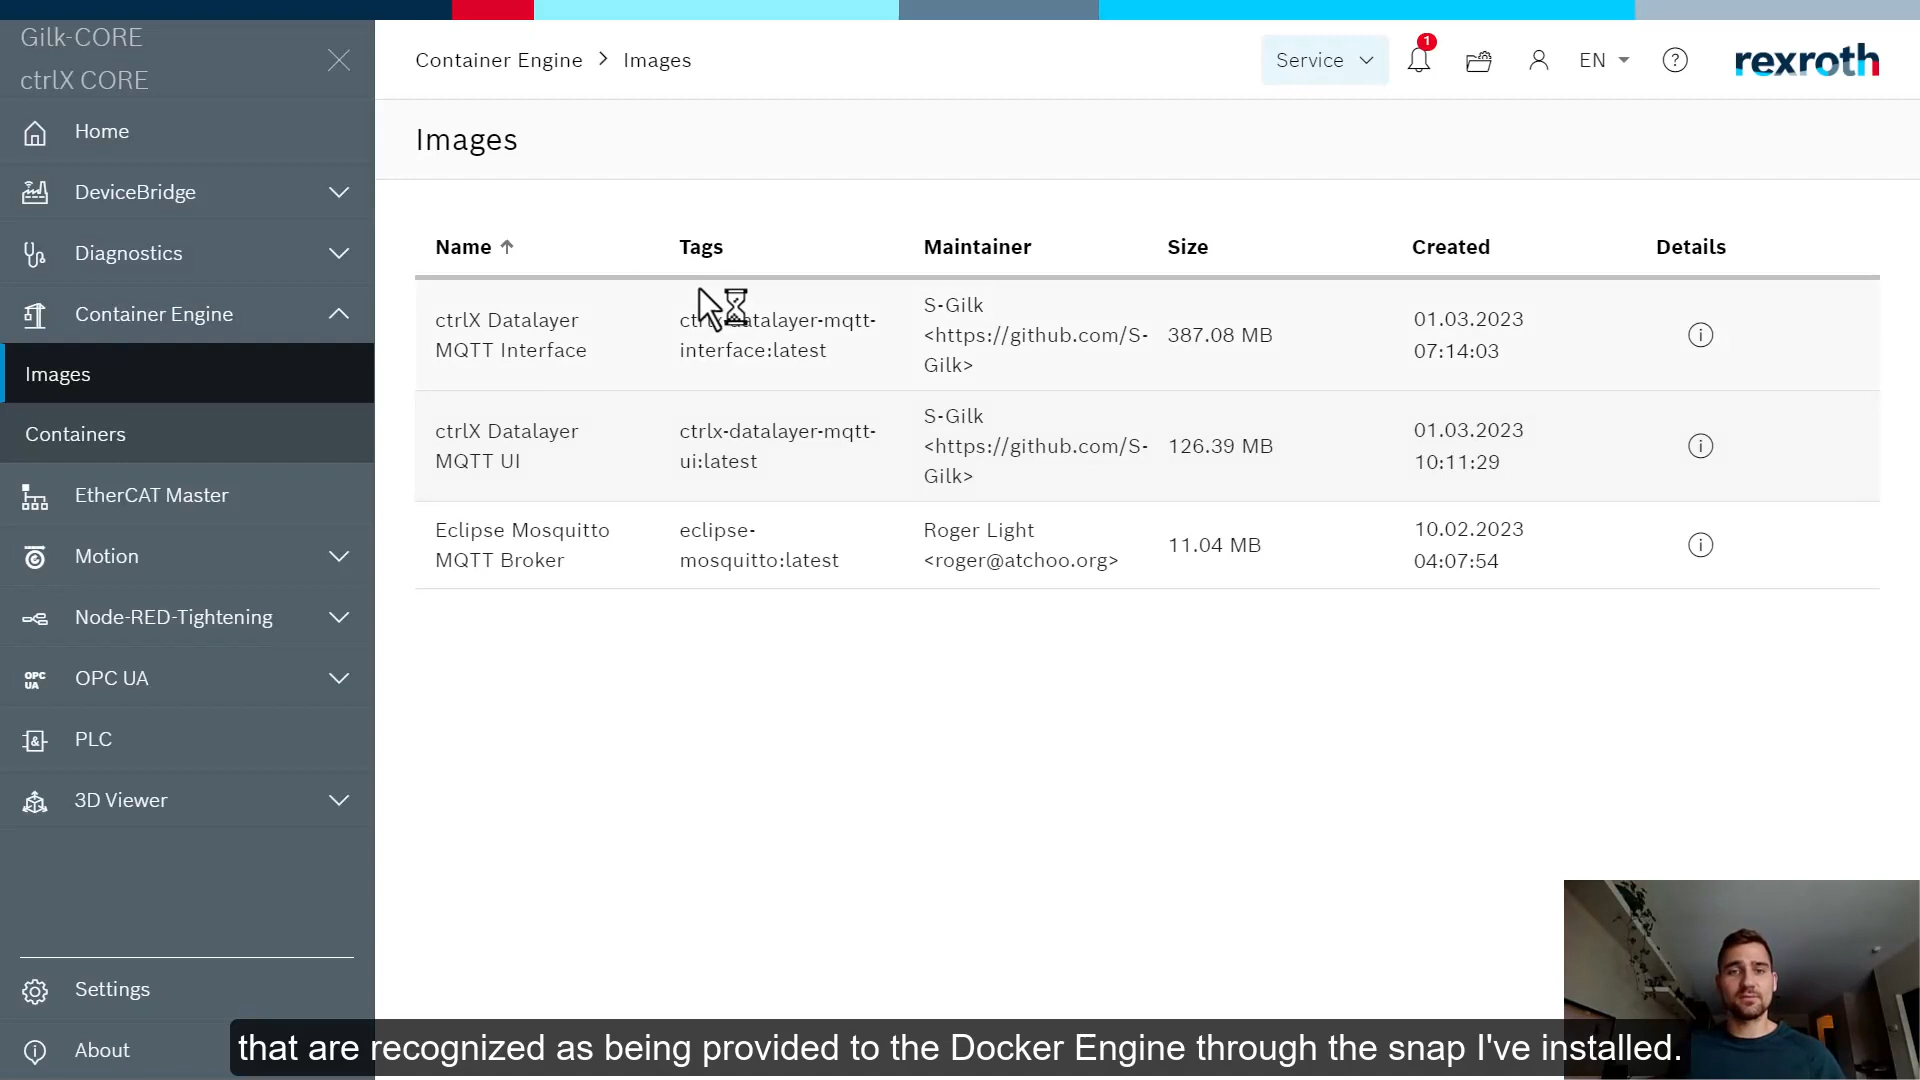 Gilk-CORE
ctrlX CORE
Home
DeviceBridge
Diagnostics
Container Engine
Images
Containers
EtherCAT Master
Motion
Node-RED-Tightening
OPC UA
OPC UA
PLC
&
3D Viewer
Settings
About
Container Engine > Images
Service
1
EN
?
rexroth
Images
Name Tags Maintainer Size Created Details
ctrlX Datalayer
MQTT Interface
ctrlx-datalayer-mqtt-
interface:latest
S-Gilk
<https://github.com/S-
Gilk>
387.08 MB
01.03.2023
07:14:03
ctrlX Datalayer
MQTT UI
ctrlx-datalayer-mqtt-
ui:latest
S-Gilk
<https://github.com/S-
Gilk>
126.39 MB
01.03.2023
10:11:29
Eclipse Mosquitto
MQTT Broker
eclipse-
mosquitto:latest
Roger Light
<roger@atchoo.org>
11.04 MB
10.02.2023
04:07:54
that are recognized as being provided to the Docker Engine through the snap I've installed.